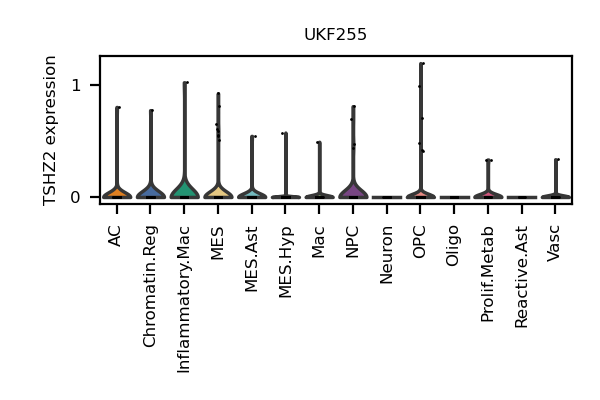 UKF255
TSHZ2 expression
1
0
AC
Chromatin.Reg
Inflammatory.Mac
MES
MES.Ast
MES.Hyp
Mac
NPC
Neuron
OPC
Oligo
Prolif.Metab
Reactive.Ast
Vasc